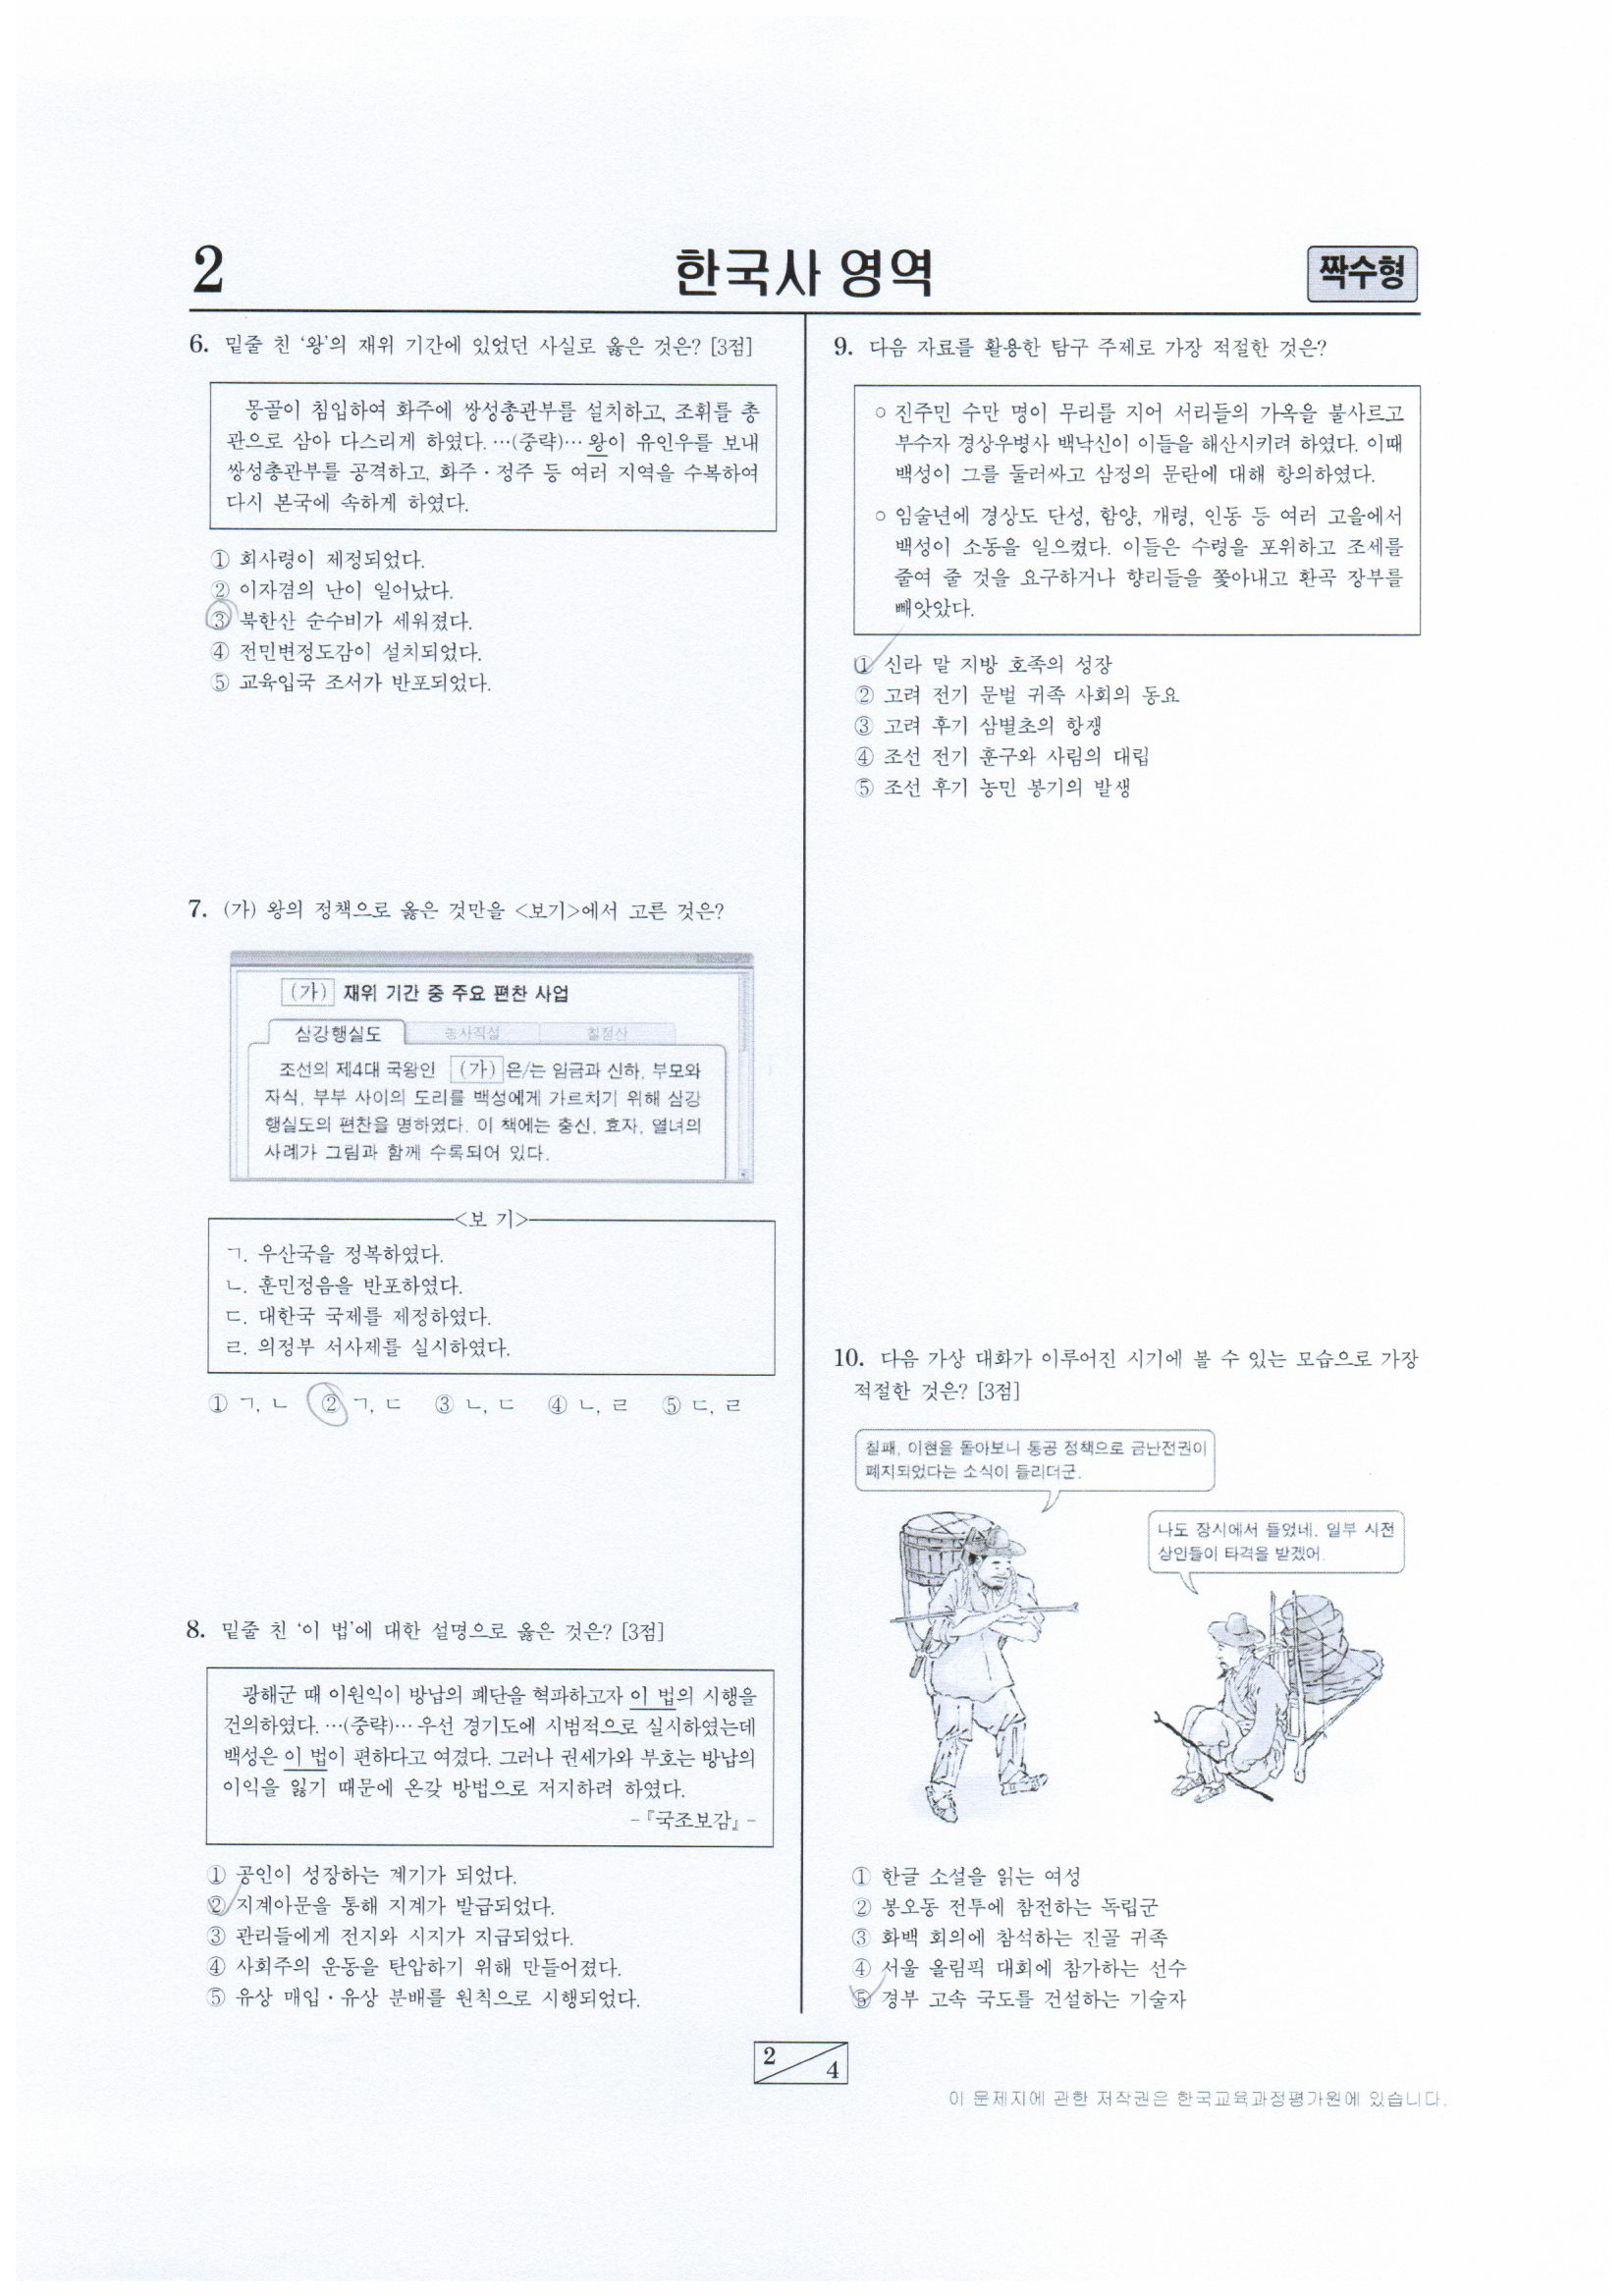 2
한국사 영역
짝수형
6. 밑줄 친 ‘왕’의 재위 기간에 있었던 사실로 옳은 것은? [3점]
몽골이 침입하여 화주에 쌍성총관부를 설치하고, 조휘를 총
관으로 삼아 다스리게 하였다. …(중략)… 왕이 유인우를 보내
쌍성총관부를 공격하고, 화주·정주 등 여러 지역을 수복하여
다시 본국에 속하게 하였다.
① 회사령이 제정되었다.
② 이자겸의 난이 일어났다.
③ 북한산 순수비가 세워졌다.
④ 전민변정도감이 설치되었다.
⑤ 교육입국 조서가 반포되었다.
7. (가) 왕의 정책으로 옳은 것만을 <보기>에서 고른 것은?
(가) 재위 기간 중 주요 편찬 사업
삼강행실도 농사직설 칠정산
조선의 제4대 국왕인 (가) 은/는 임금과 신하, 부모와
자식, 부부 사이의 도리를 백성에게 가르치기 위해 삼강
행실도의 편찬을 명하였다. 이 책에는 충신, 효자, 열녀의
사례가 그림과 함께 수록되어 있다.
<보 기>
ㄱ. 우산국을 정복하였다.
ㄴ. 훈민정음을 반포하였다.
ㄷ. 대한국 국제를 제정하였다.
ㄹ. 의정부 서사제를 실시하였다.
① ㄱ, ㄴ ② ㄱ, ㄷ ③ ㄴ, ㄷ ④ ㄴ, ㄹ ⑤ ㄷ, ㄹ
8. 밑줄 친 ‘이 법’에 대한 설명으로 옳은 것은? [3점]
광해군 때 이원익이 방납의 폐단을 혁파하고자 이 법의 시행을
건의하였다. …(중략)… 우선 경기도에 시범적으로 실시하였는데
백성은 이 법이 편하다고 여겼다. 그러나 권세가와 부호는 방납의
이익을 잃기 때문에 온갖 방법으로 저지하려 하였다.
-『국조보감』-
① 공인이 성장하는 계기가 되었다.
② 지계아문을 통해 지계가 발급되었다.
③ 관리들에게 전지와 시지가 지급되었다.
④ 사회주의 운동을 탄압하기 위해 만들어졌다.
⑤ 유상 매입·유상 분배를 원칙으로 시행되었다.
9. 다음 자료를 활용한 탐구 주제로 가장 적절한 것은?
○ 진주민 수만 명이 무리를 지어 서리들의 가옥을 불사르고
부수자 경상우병사 백낙신이 이들을 해산시키려 하였다. 이때
백성이 그를 둘러싸고 삼정의 문란에 대해 항의하였다.
○ 임술년에 경상도 단성, 함양, 개령, 인동 등 여러 고을에서
백성이 소동을 일으켰다. 이들은 수령을 포위하고 조세를
줄여 줄 것을 요구하거나 향리들을 쫓아내고 환곡 장부를
빼앗았다.
① 신라 말 지방 호족의 성장
② 고려 전기 문벌 귀족 사회의 동요
③ 고려 후기 삼별초의 항쟁
④ 조선 전기 훈구와 사림의 대립
⑤ 조선 후기 농민 봉기의 발생
10. 다음 가상 대화가 이루어진 시기에 볼 수 있는 모습으로 가장
적절한 것은? [3점]
칠패, 이현을 돌아보니 통공 정책으로 금난전권이
폐지되었다는 소식이 들리더군.
나도 장시에서 들었네. 일부 시전
상인들이 타격을 받겠어.
① 한글 소설을 읽는 여성
② 봉오동 전투에 참전하는 독립군
③ 화백 회의에 참석하는 진골 귀족
④ 서울 올림픽 대회에 참가하는 선수
⑤ 경부 고속 국도를 건설하는 기술자
2
4
이 문제지에 관한 저작권은 한국교육과정평가원에 있습니다.